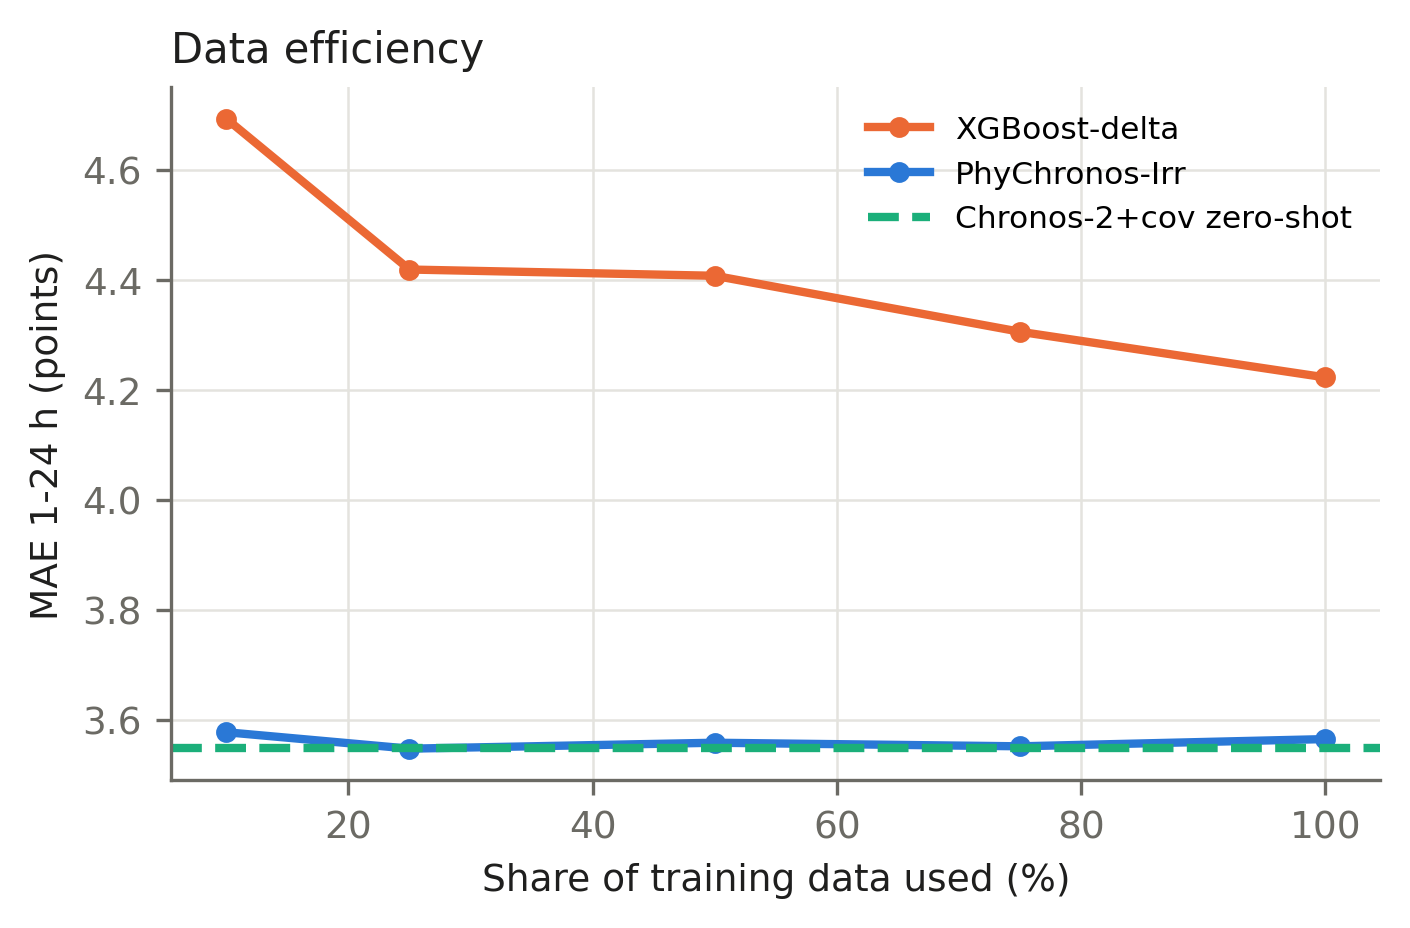 Data efficiency
XGBoost-delta
PhyChronos-Irr
Chronos-2+cov zero-shot
MAE 1-24 h (points)
4.6
4.4
4.2
4.0
3.8
3.6
20 40 60 80 100
Share of training data used (%)